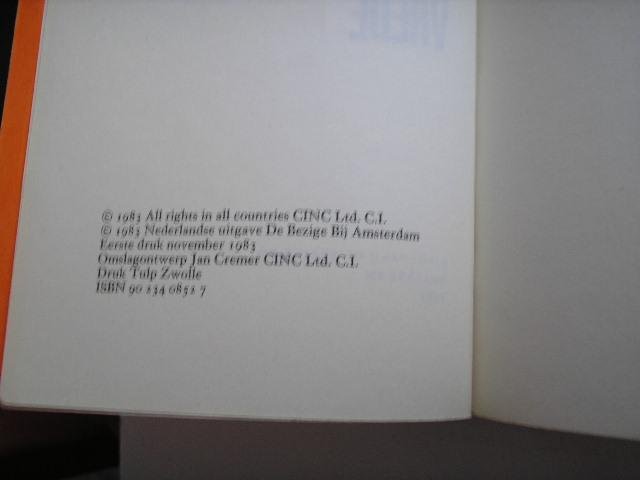 © 1983 All rights in all countries CINC Ltd. C.I.
© 1983 Nederlandse uitgave De Bezige Bij Amsterdam
Eerste druk november 1983
Omslagontwerp Jan Cremer CINC Ltd. C.I.
Druk Tulp Zwolle
ISBN 90 234 0852 7